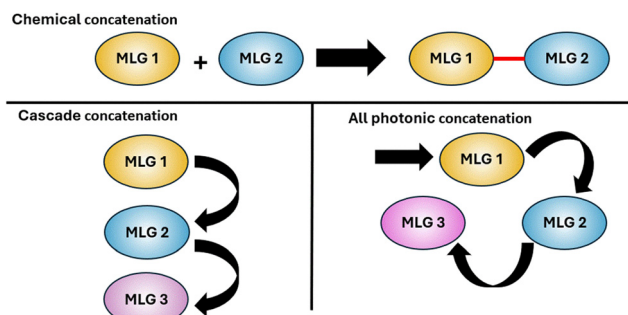 Chemical concatenation
MLG 1 + MLG 2 MLG 1 MLG 2
Cascade concatenation
MLG 1
MLG 2
MLG 3
All photonic concatenation
MLG 1
MLG 3 MLG 2